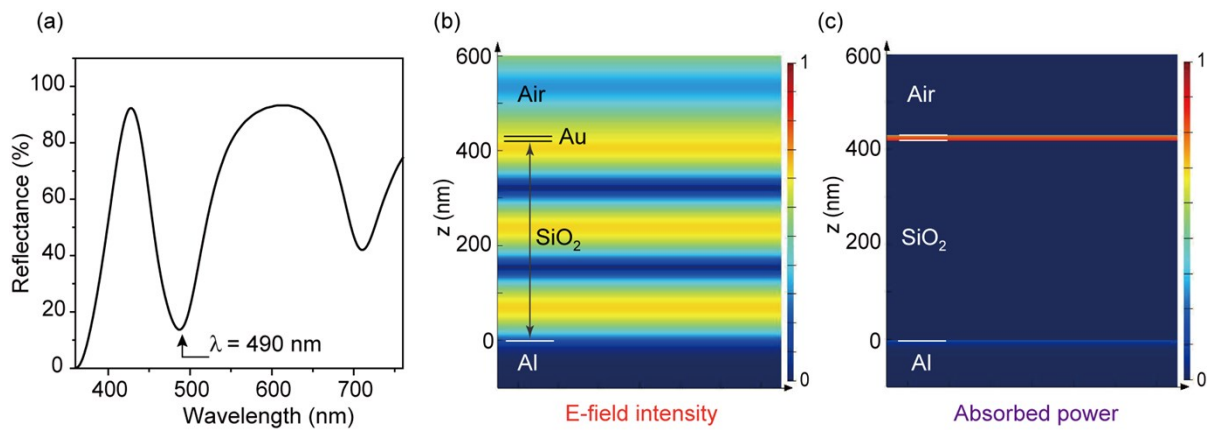 (a)
100
80
60
40
20
0
Reflectance (%)
400
500
600
700
Wavelength (nm)
λ = 490 nm
(b)
600
400
200
0
z (nm)
Air
Au
SiO₂
Al
1
0
E-field intensity
(c)
600
400
200
0
z (nm)
Air
SiO₂
Al
1
0
Absorbed power